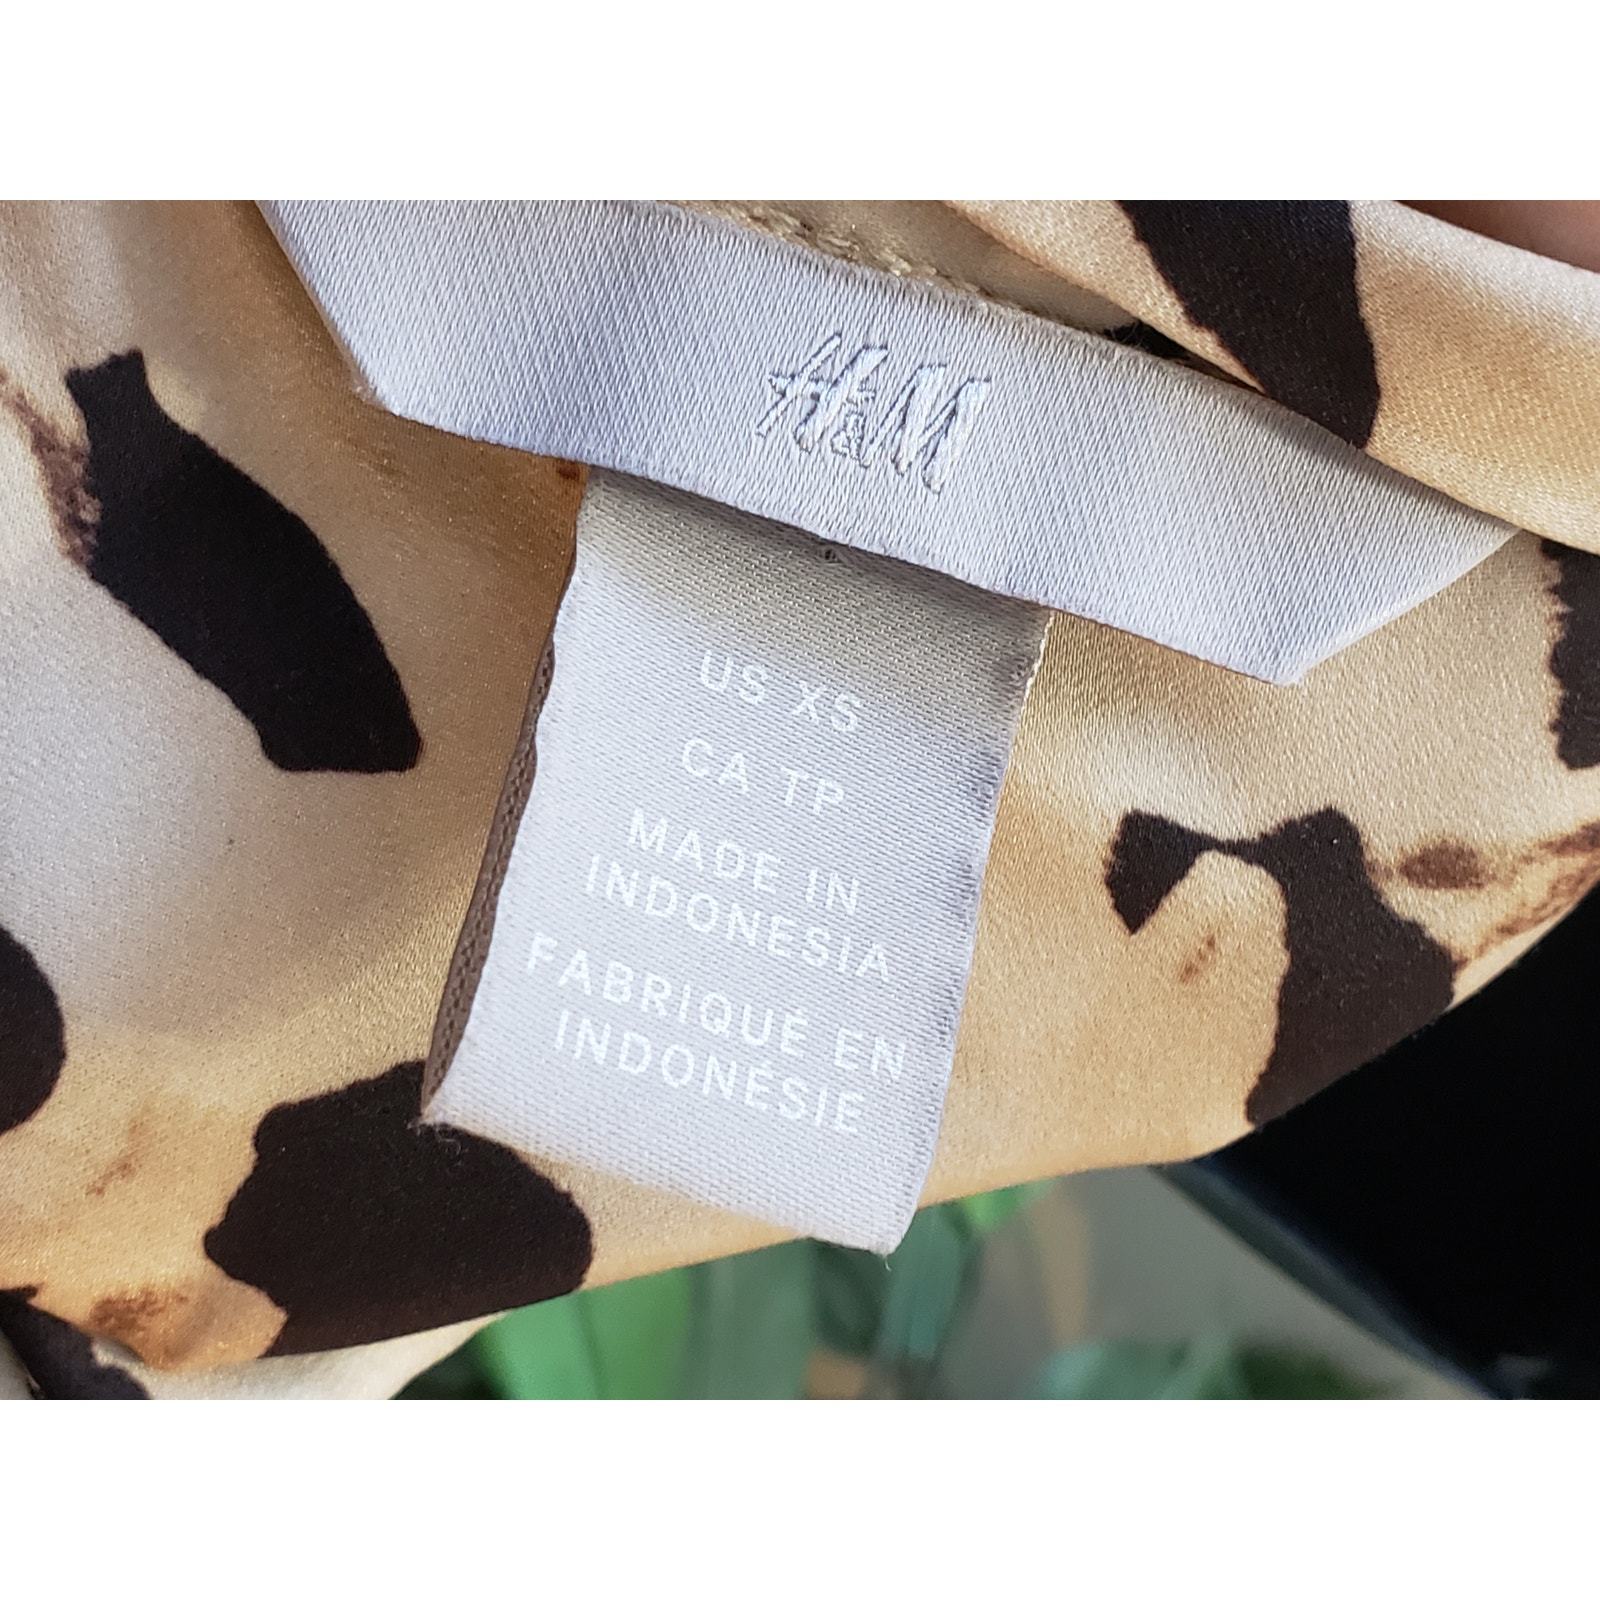 H&M
US XS
CA TP
MADE IN
INDONESIA
FABRIQUÉ EN
INDONÉSIE